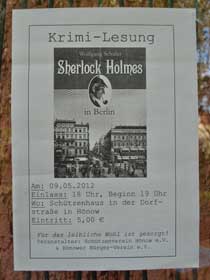 Krimi-Lesung
Wolfgang Schüler
Sherlock Holmes
in Berlin
Am: 09.05.2012
Einlass: 18 Uhr, Beginn 19 Uhr
Wo: Schützenhaus in der Dorf-
straße in Hönow
Eintritt: 5,00 €
Für das leibliche Wohl ist gesorgt!
Veranstalter: Schützenverein Hönow e.V.
& Hönower Bürger-Verein e.V.